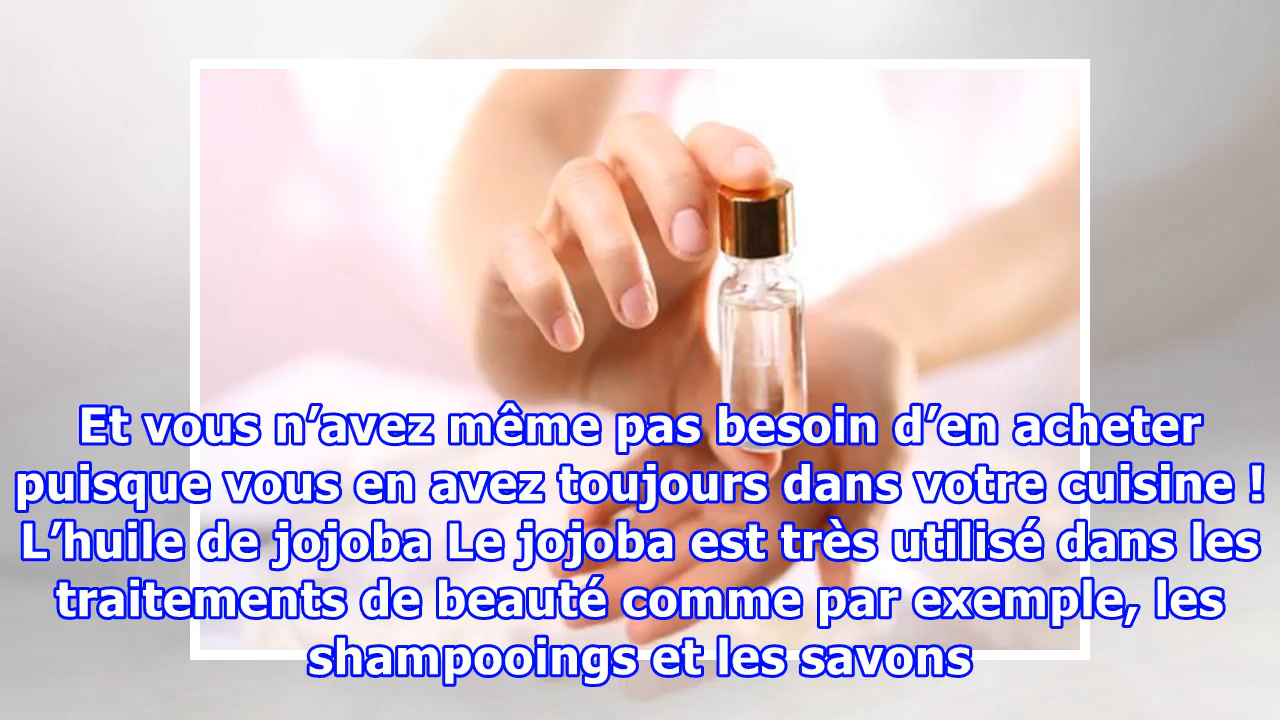 Et vous n’avez même pas besoin d’en acheter
puisque vous en avez toujours dans votre cuisine !
L’huile de jojoba Le jojoba est très utilisé dans les
traitements de beauté comme par exemple, les
shampooings et les savons